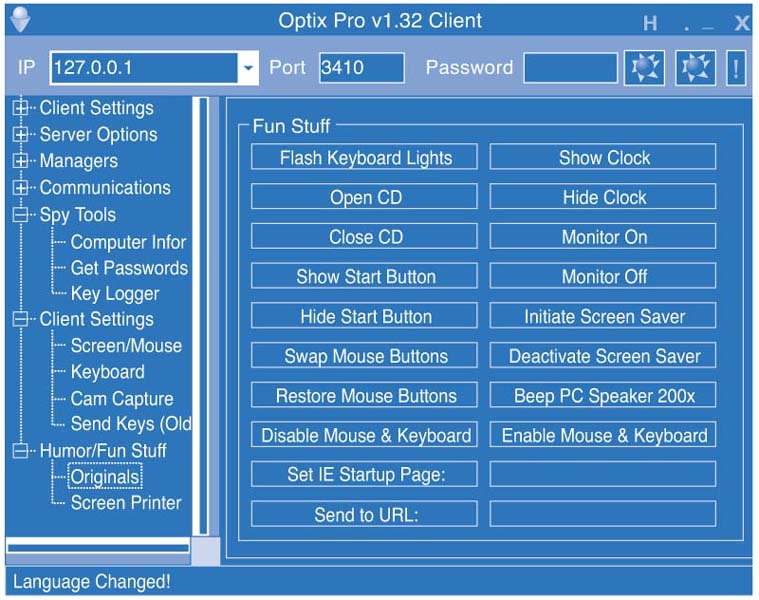 Optix Pro v1.32 Client
H . _ X
IP 127.0.0.1 Port 3410 Password !
Client Settings
Server Options
Managers
Communications
Spy Tools
Computer Infor
Get Passwords
Key Logger
Client Settings
Screen/Mouse
Keyboard
Cam Capture
Send Keys (Old
Humor/Fun Stuff
Originals
Screen Printer
Fun Stuff
Flash Keyboard Lights Show Clock
Open CD Hide Clock
Close CD Monitor On
Show Start Button Monitor Off
Hide Start Button Initiate Screen Saver
Swap Mouse Buttons Deactivate Screen Saver
Restore Mouse Buttons Beep PC Speaker 200x
Disable Mouse & Keyboard Enable Mouse & Keyboard
Set IE Startup Page:
Send to URL:
Language Changed!